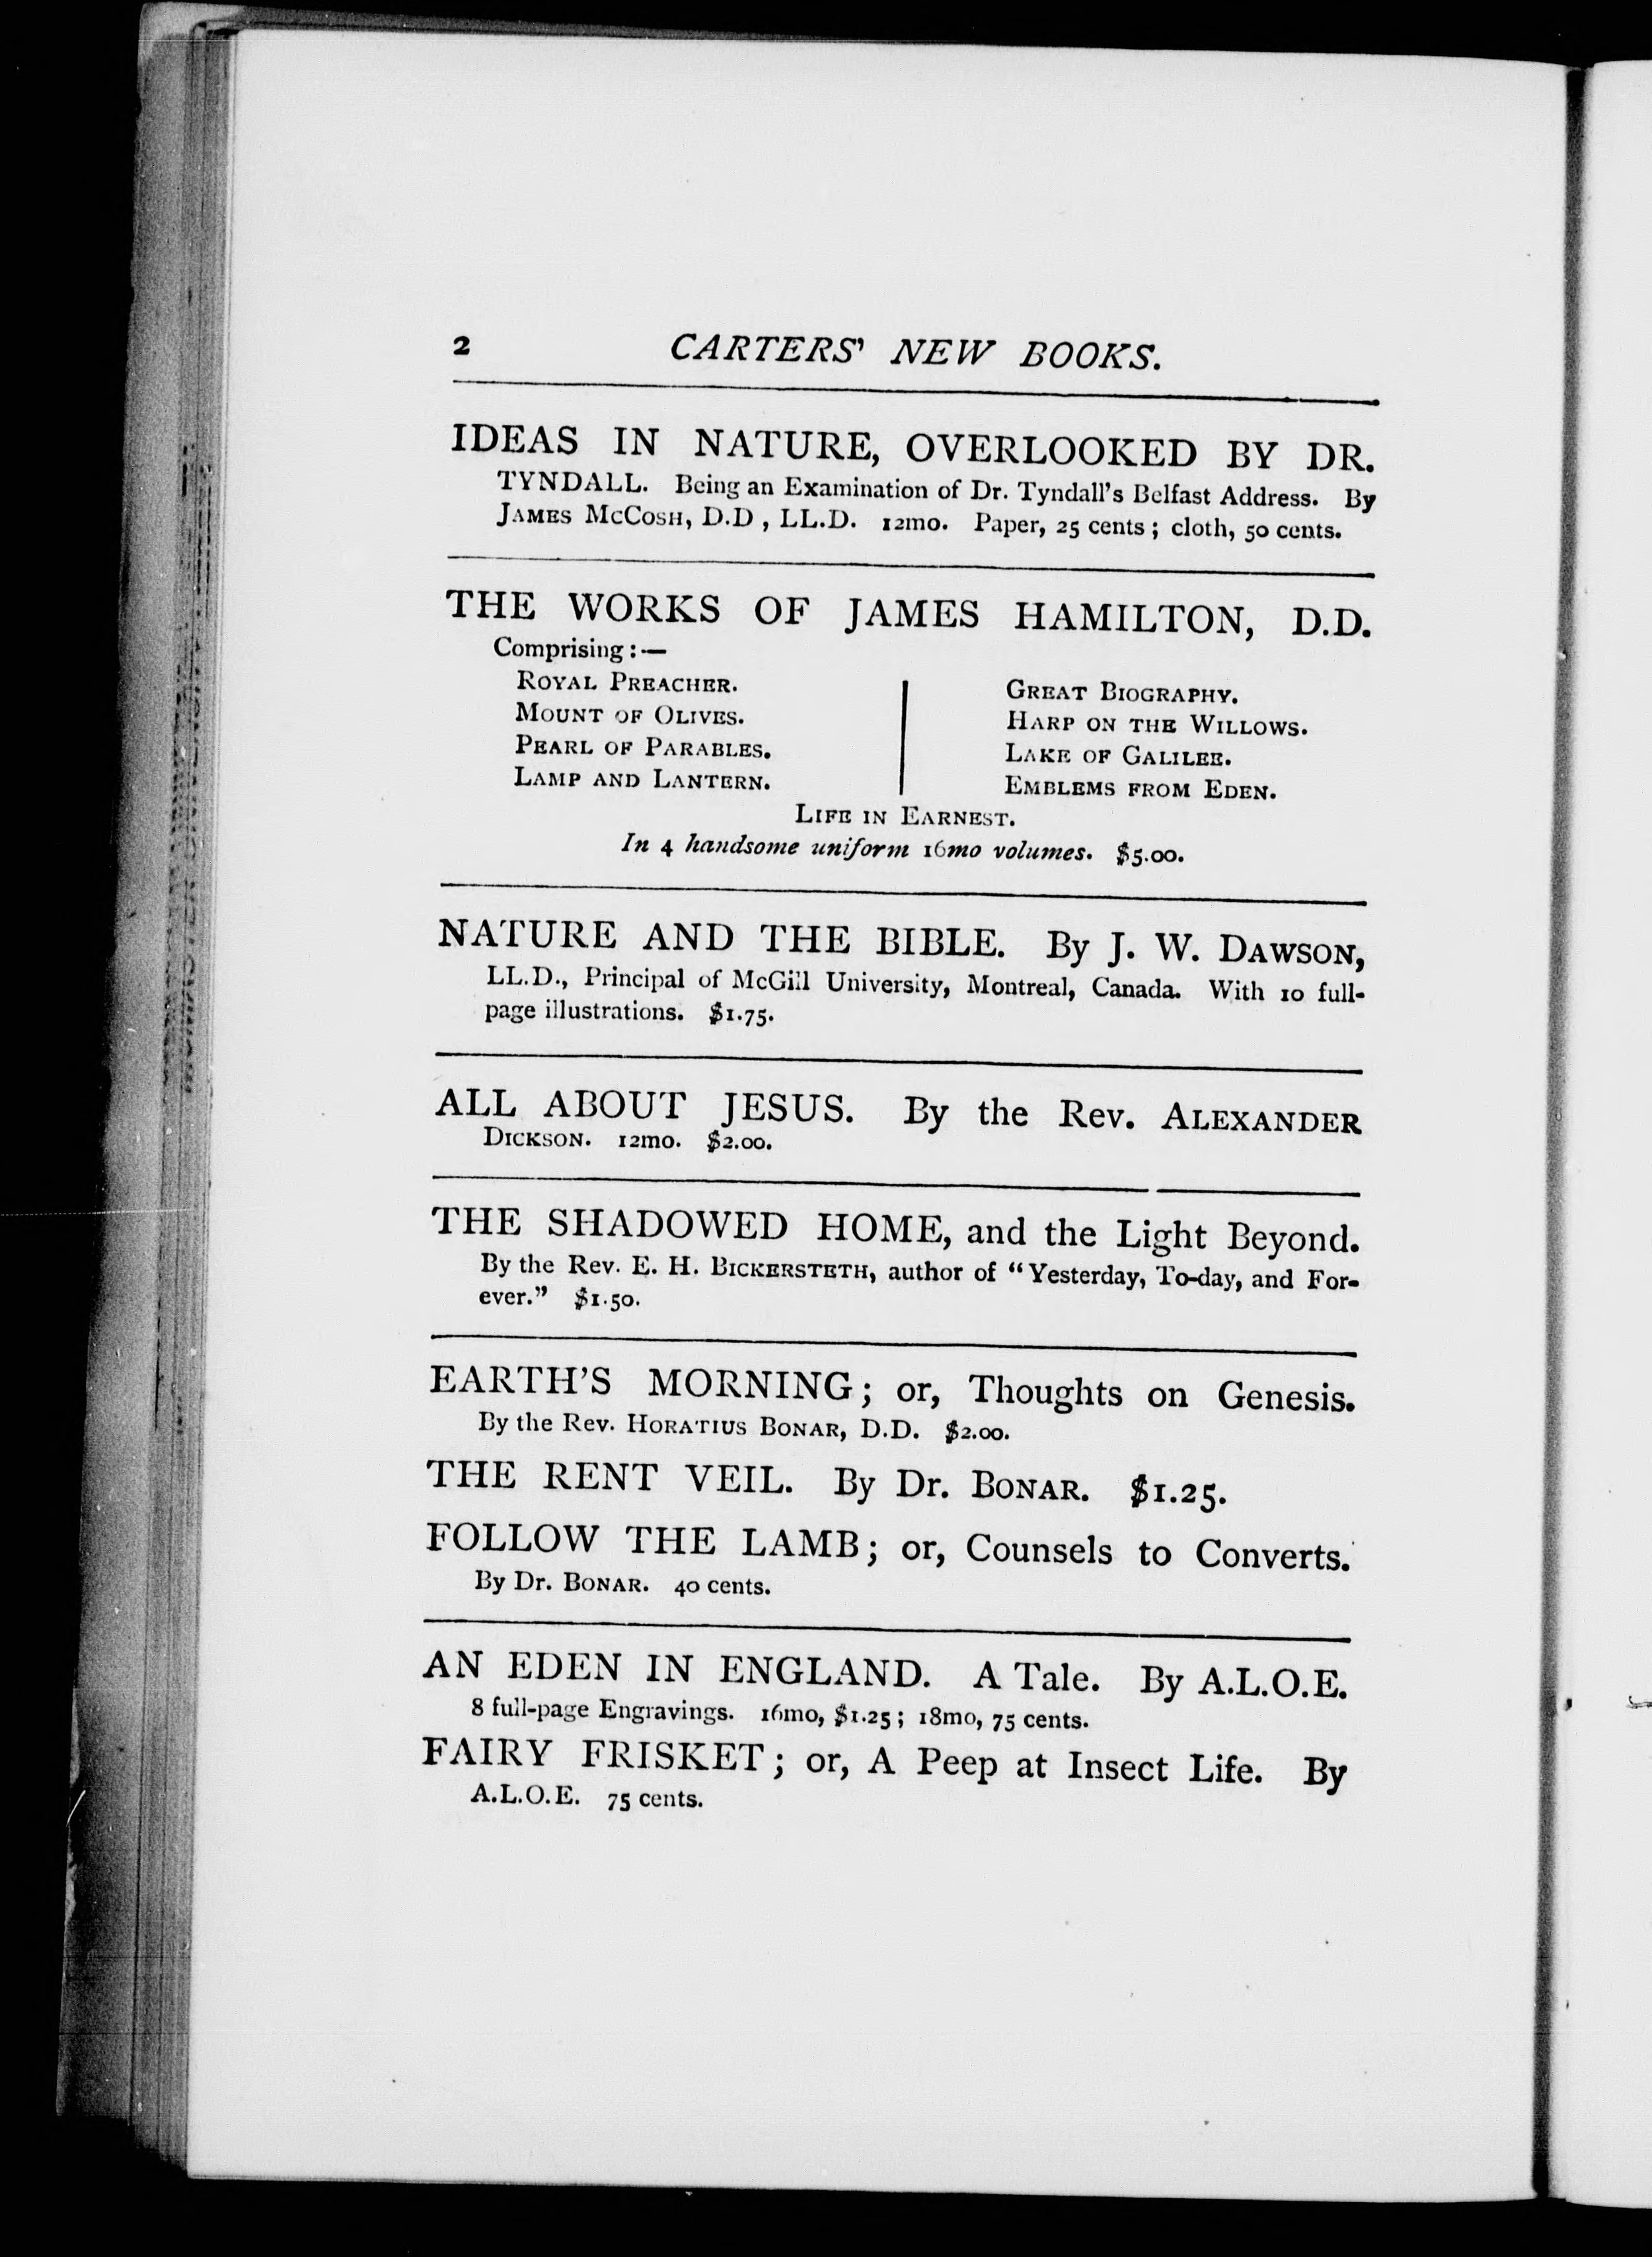 2 CARTERS' NEW BOOKS.
IDEAS IN NATURE, OVERLOOKED BY DR.
TYNDALL. Being an Examination of Dr. Tyndall's Belfast Address. By
JAMES MCCOSH, D.D , LL.D. 12mo. Paper, 25 cents; cloth, 50 cents.
THE WORKS OF JAMES HAMILTON, D.D.
Comprising:—
ROYAL PREACHER.
MOUNT OF OLIVES.
PEARL OF PARABLES.
LAMP AND LANTERN.
GREAT BIOGRAPHY.
HARP ON THE WILLOWS.
LAKE OF GALILEE.
EMBLEMS FROM EDEN.
LIFE IN EARNEST.
In 4 handsome uniform 16mo volumes. $5.00.
NATURE AND THE BIBLE. By J. W. DAWSON,
LL.D., Principal of McGill University, Montreal, Canada. With 10 full-
page illustrations. $1.75.
ALL ABOUT JESUS. By the Rev. ALEXANDER
DICKSON. 12mo. $2.00.
THE SHADOWED HOME, and the Light Beyond.
By the Rev. E. H. BICKERSTETH, author of "Yesterday, To-day, and For-
ever." $1.50.
EARTH'S MORNING; or, Thoughts on Genesis.
By the Rev. HORATIUS BONAR, D.D. $2.00.
THE RENT VEIL. By Dr. BONAR. $1.25.
FOLLOW THE LAMB; or, Counsels to Converts.
By Dr. BONAR. 40 cents.
AN EDEN IN ENGLAND. A Tale. By A.L.O.E.
8 full-page Engravings. 16mo, $1.25; 18mo, 75 cents.
FAIRY FRISKET; or, A Peep at Insect Life. By
A.L.O.E. 75 cents.